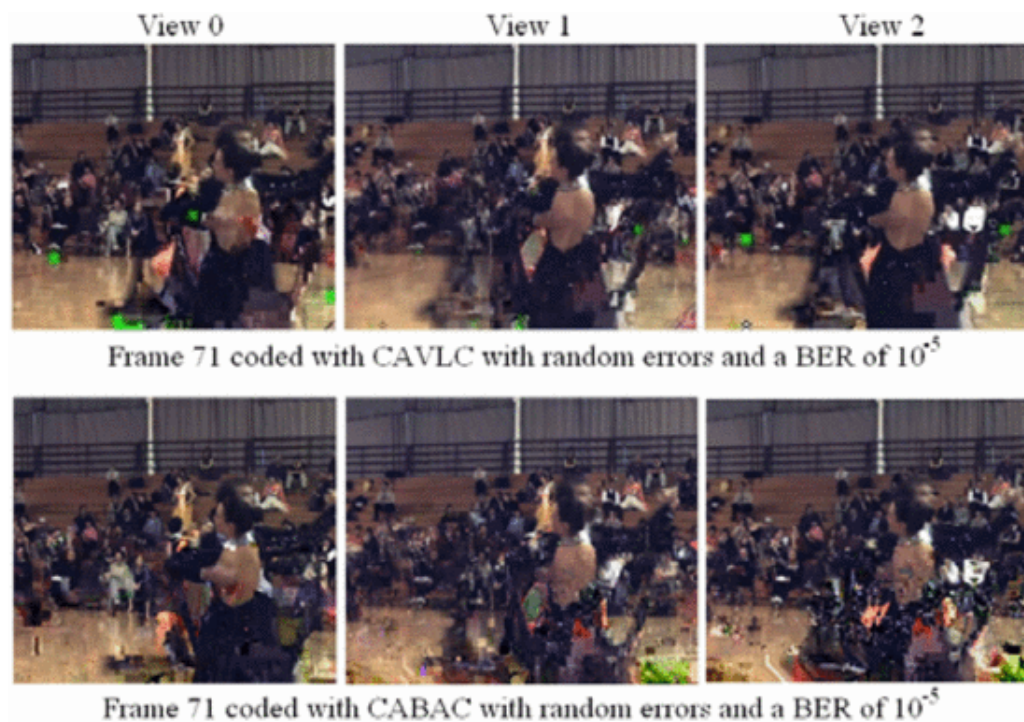 View 0 View 1 View 2
Frame 71 coded with CAVLC with random errors and a BER of 10^-5
Frame 71 coded with CABAC with random errors and a BER of 10^-5